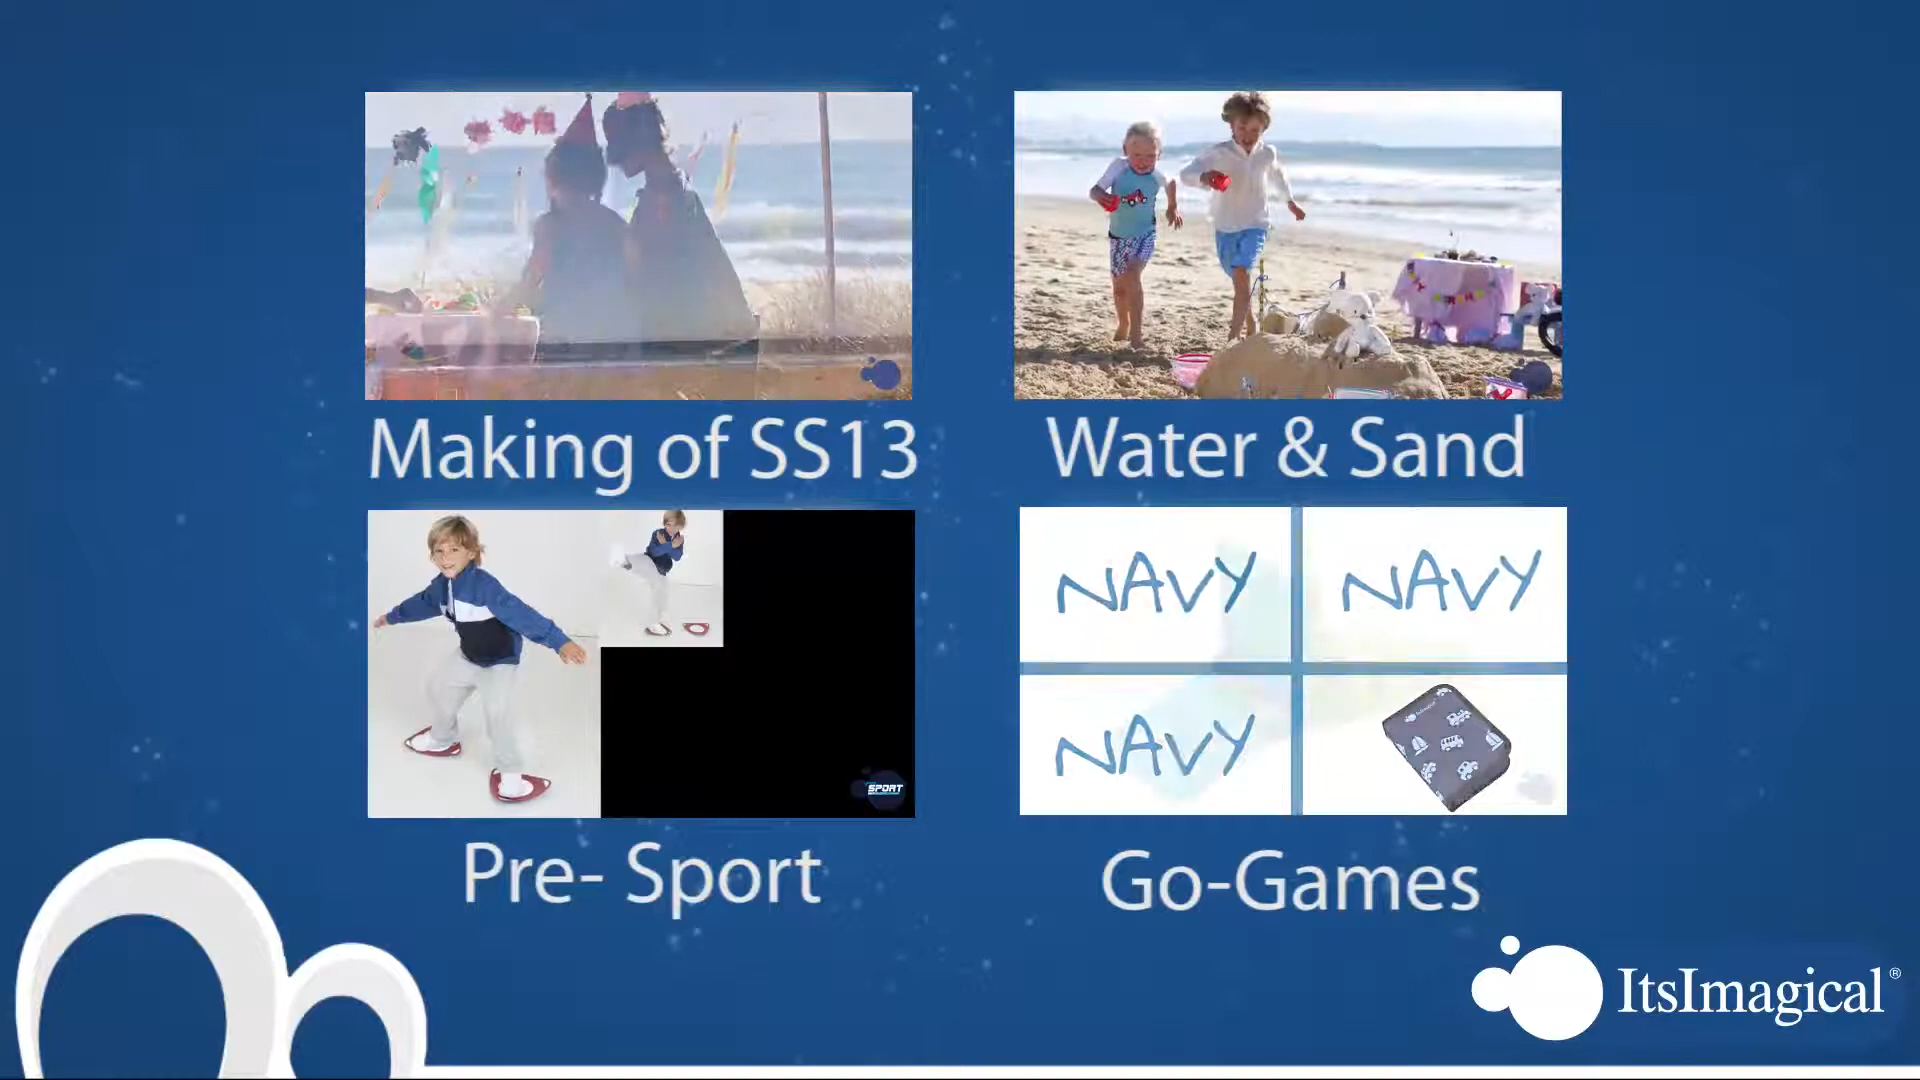 Making of SS13
Water & Sand
SPORT
NAVY
NAVY
NAVY
Pre- Sport
Go-Games
ItsImagical®